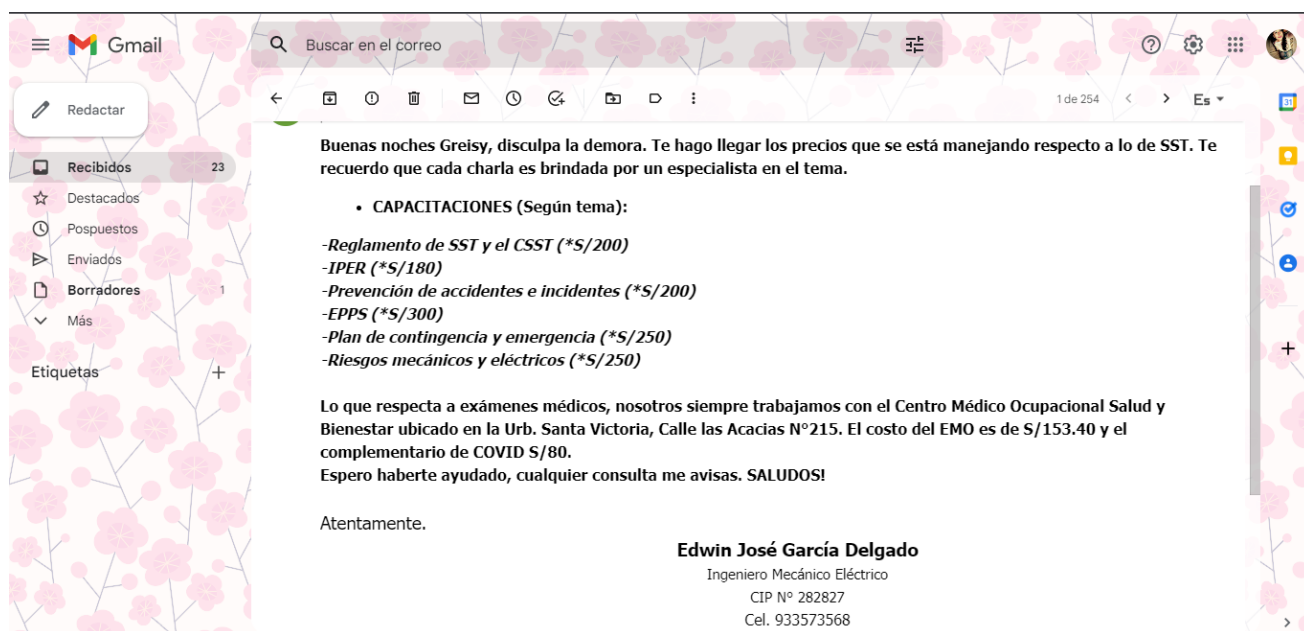 Gmail
Buscar en el correo
Redactar
1 de 254
Es
31
Recibidos 23
Destacados
Pospuestos
Enviados
Borradores 1
Más
Etiquetas
Buenas noches Greisy, disculpa la demora. Te hago llegar los precios que se está manejando respecto a lo de SST. Te
recuerdo que cada charla es brindada por un especialista en el tema.
• CAPACITACIONES (Según tema):
-Reglamento de SST y el CSST (*S/200)
-IPER (*S/180)
-Prevención de accidentes e incidentes (*S/200)
-EPPS (*S/300)
-Plan de contingencia y emergencia (*S/250)
-Riesgos mecánicos y eléctricos (*S/250)
Lo que respecta a exámenes médicos, nosotros siempre trabajamos con el Centro Médico Ocupacional Salud y
Bienestar ubicado en la Urb. Santa Victoria, Calle las Acacias N°215. El costo del EMO es de S/153.40 y el
complementario de COVID S/80.
Espero haberte ayudado, cualquier consulta me avisas. SALUDOS!
Atentamente.
Edwin José García Delgado
Ingeniero Mecánico Eléctrico
CIP Nº 282827
Cel. 933573568